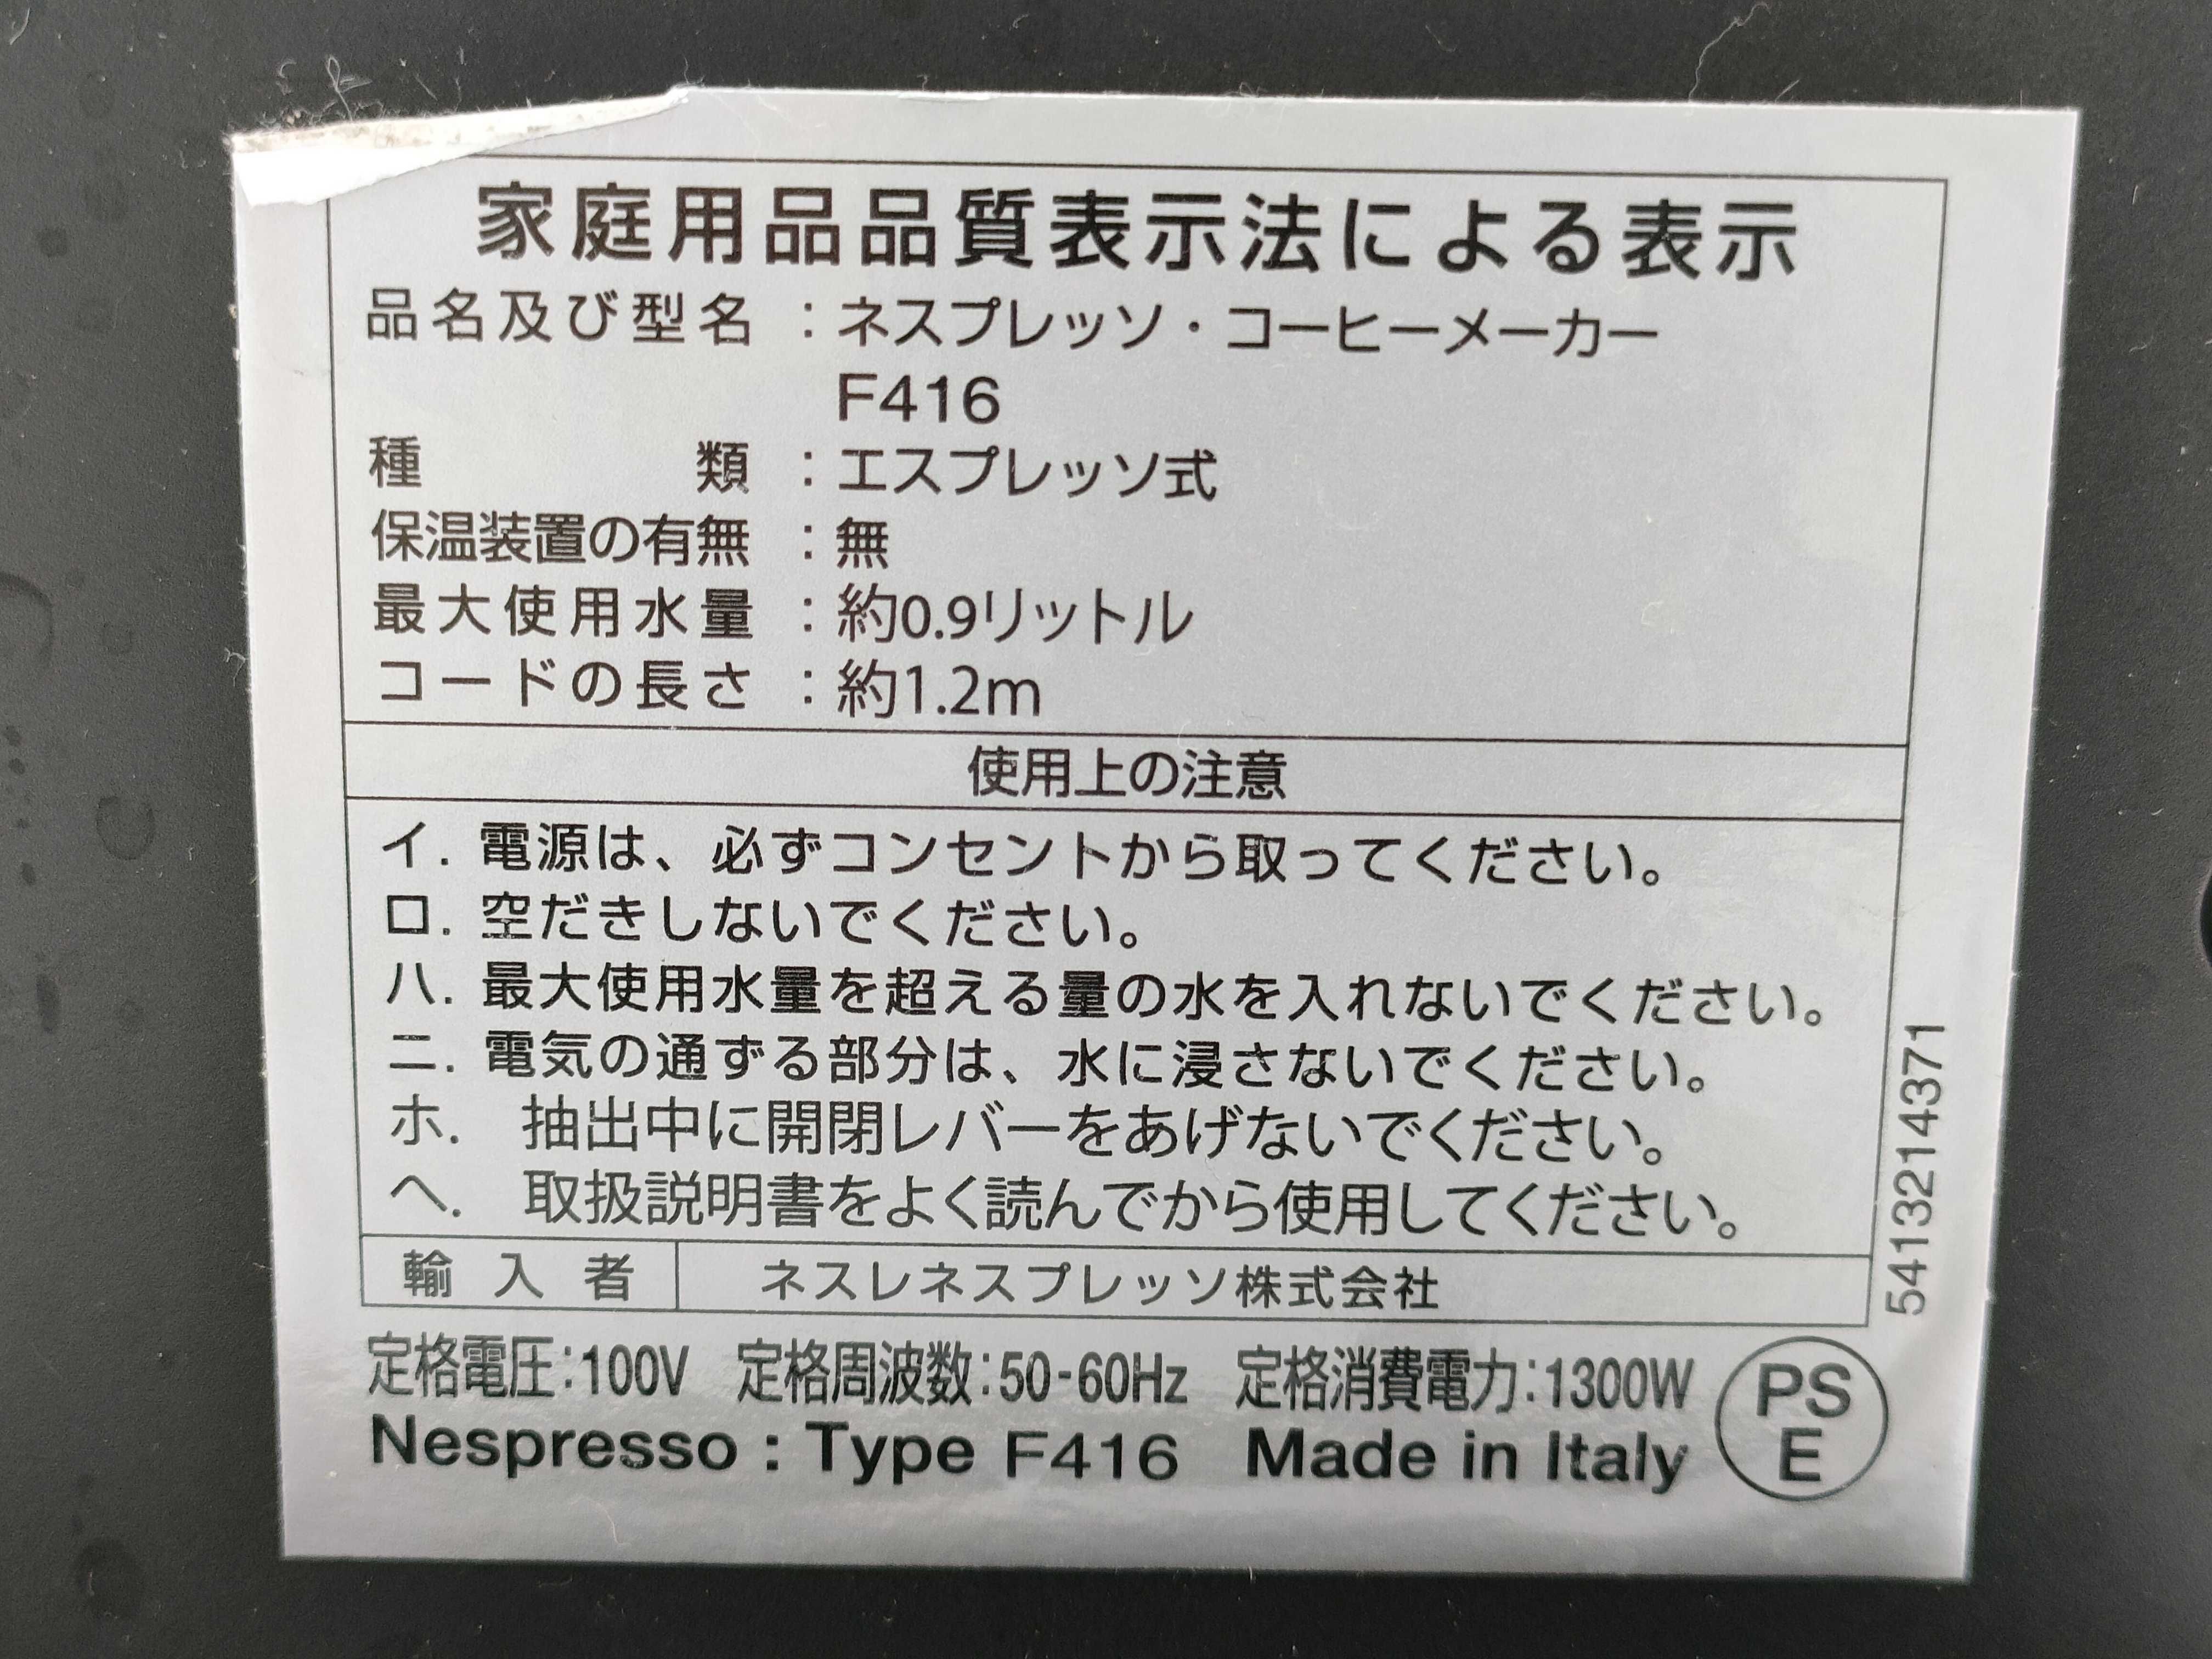 家庭用品品質表示法による表示
品名及び型名 : ネスプレッソ・コーヒーメーカー
F416
種類 : エスプレッソ式
保温装置の有無 : 無
最大使用水量 : 約0.9リットル
コードの長さ : 約1.2m
使用上の注意
イ. 電源は、必ずコンセントから取ってください。
ロ. 空だきしないでください。
ハ. 最大使用水量を超える量の水を入れないでください。
ニ. 電気の通ずる部分は、水に浸さないでください。
ホ. 抽出中に開閉レバーをあげないでください。
ヘ. 取扱説明書をよく読んでから使用してください。
輸入者 ネスレネスプレッソ株式会社
5413214371
定格電圧:100V 定格周波数:50-60Hz 定格消費電力:1300W
Nespresso : Type F416 Made in Italy
PS
E